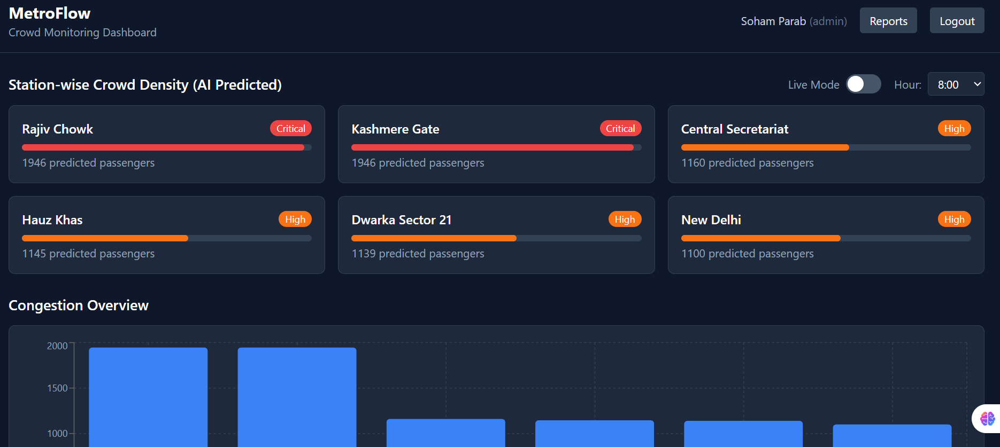 MetroFlow
Crowd Monitoring Dashboard
Soham Parab (admin)
Reports
Logout
Station-wise Crowd Density (AI Predicted)
Live Mode
Hour:
8:00
Rajiv Chowk
Critical
1946 predicted passengers
Kashmere Gate
Critical
1946 predicted passengers
Central Secretariat
High
1160 predicted passengers
Hauz Khas
High
1145 predicted passengers
Dwarka Sector 21
High
1139 predicted passengers
New Delhi
High
1100 predicted passengers
Congestion Overview
2000
1500
1000